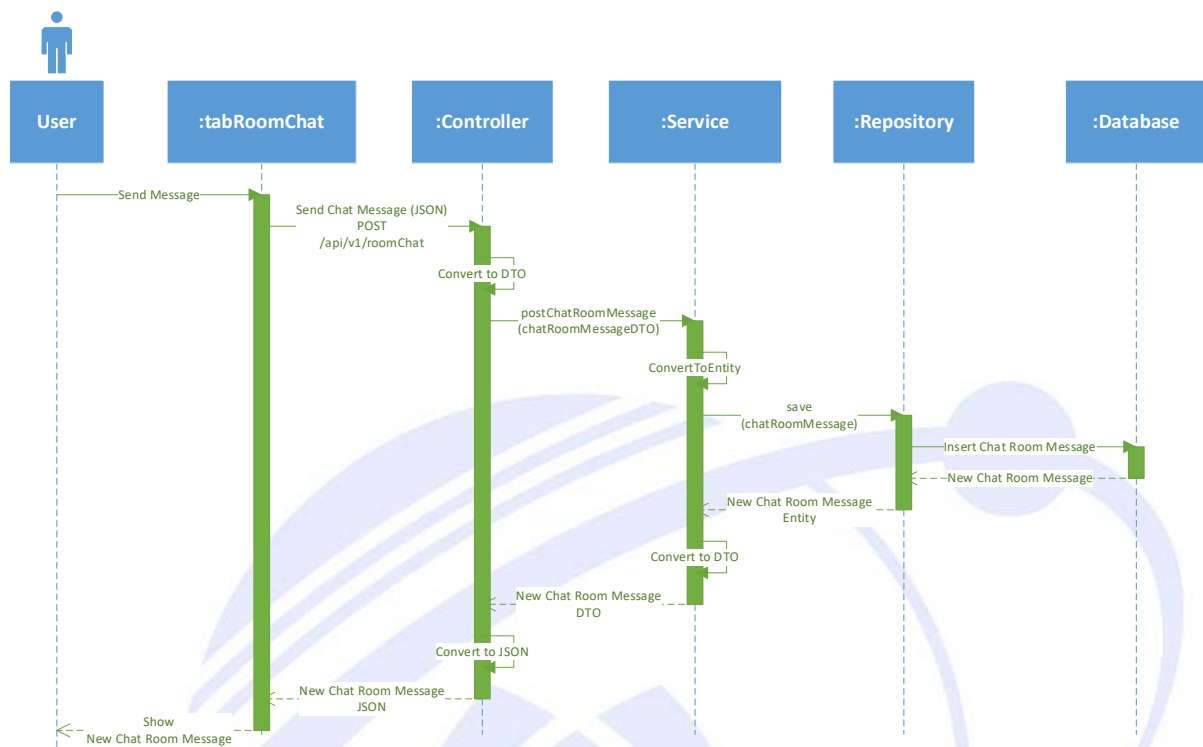 User
:tabRoomChat
:Controller
:Service
:Repository
:Database
Send Message
Send Chat Message (JSON)
POST
/api/v1/roomChat
Convert to DTO
postChatRoomMessage
(chatRoomMessageDTO)
ConvertToEntity
save
(chatRoomMessage)
Insert Chat Room Message
New Chat Room Message
New Chat Room Message
Entity
Convert to DTO
New Chat Room Message
DTO
Convert to JSON
New Chat Room Message
JSON
Show
New Chat Room Message